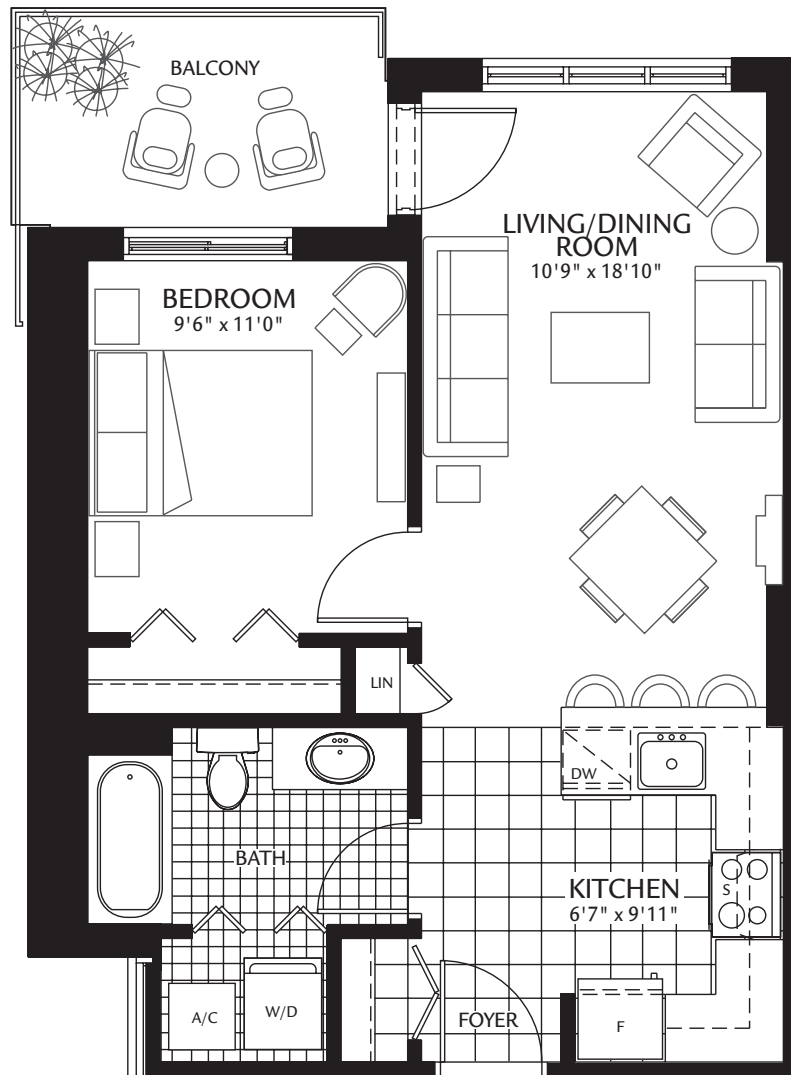 BALCONY
LIVING/DINING
ROOM
10'9" x 18'10"
BEDROOM
9'6" x 11'0"
LIN
DW
BATH
KITCHEN
6'7" x 9'11"
S
A/C
W/D
FOYER
F